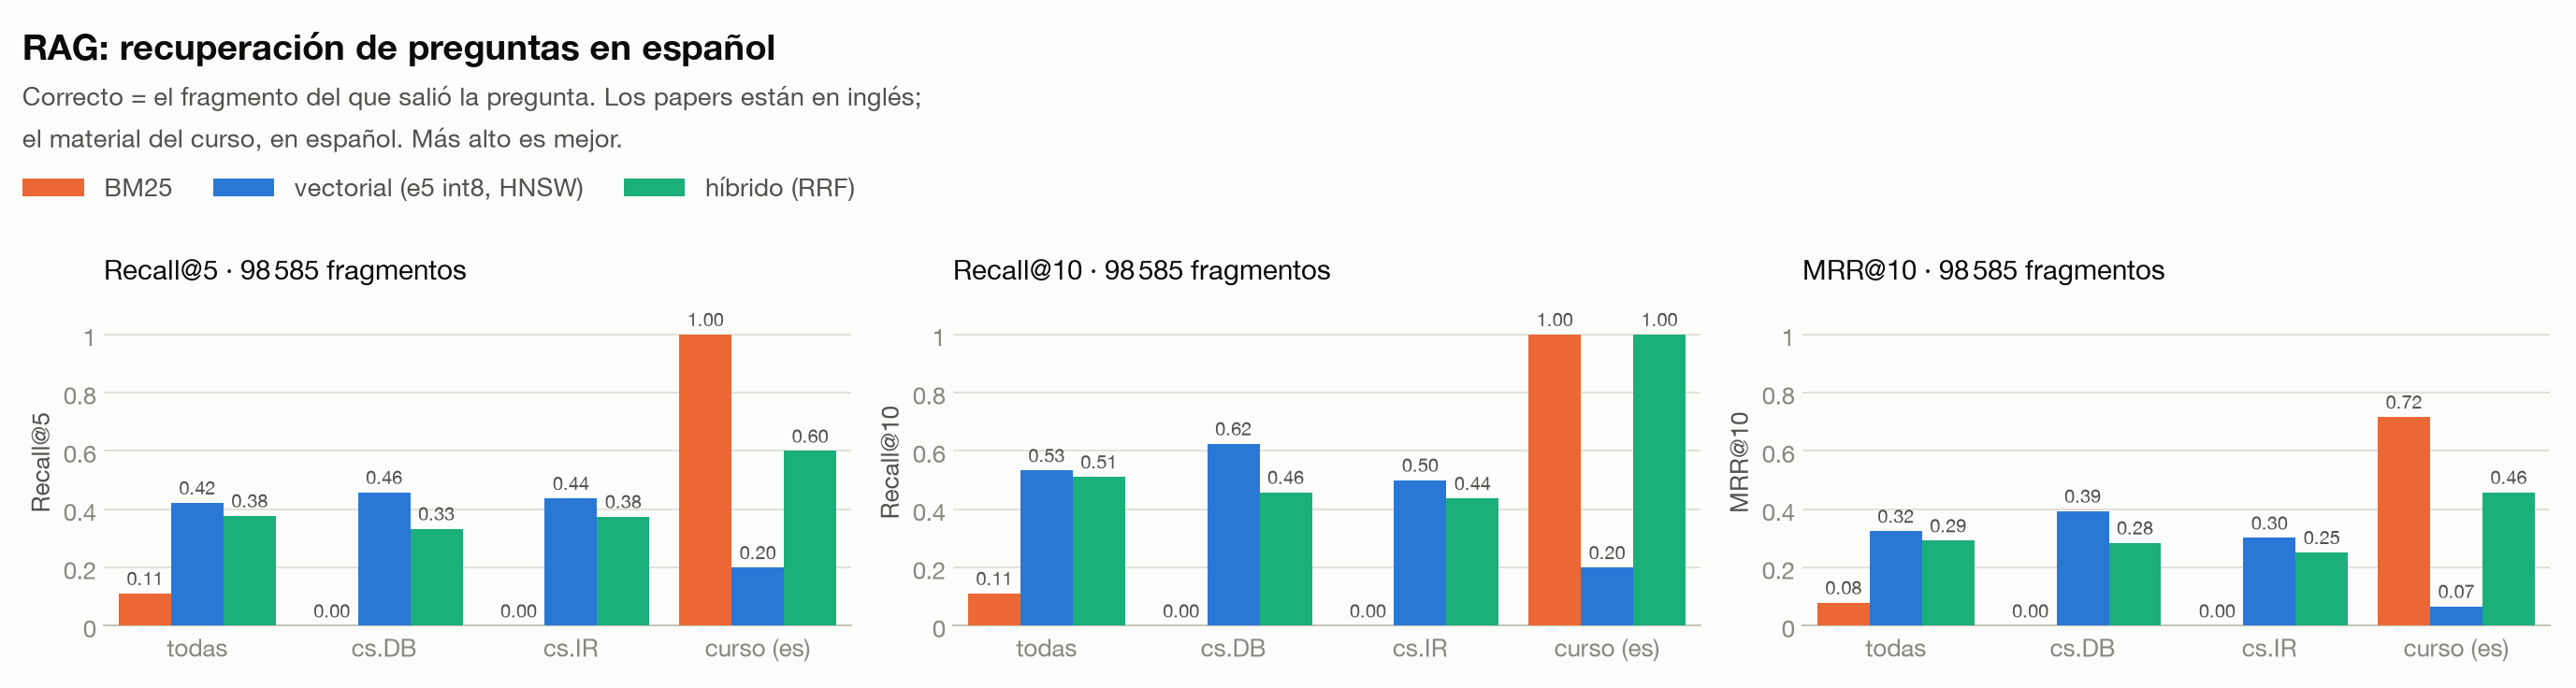 RAG: recuperación de preguntas en español
Correcto = el fragmento del que salió la pregunta. Los papers están en inglés;
el material del curso, en español. Más alto es mejor.
BM25 vectorial (e5 int8, HNSW) híbrido (RRF)
Recall@5 · 98 585 fragmentos
Recall@5
1
0.8
0.6
0.4
0.2
0
0.11 0.42 0.38
0.00 0.46 0.33
0.00 0.44 0.38
1.00 0.20 0.60
todas cs.DB cs.IR curso (es)
Recall@10 · 98 585 fragmentos
Recall@10
1
0.8
0.6
0.4
0.2
0
0.11 0.53 0.51
0.00 0.62 0.46
0.00 0.50 0.44
1.00 0.20 1.00
todas cs.DB cs.IR curso (es)
MRR@10 · 98 585 fragmentos
MRR@10
1
0.8
0.6
0.4
0.2
0
0.08 0.32 0.29
0.00 0.39 0.28
0.00 0.30 0.25
0.72 0.07 0.46
todas cs.DB cs.IR curso (es)